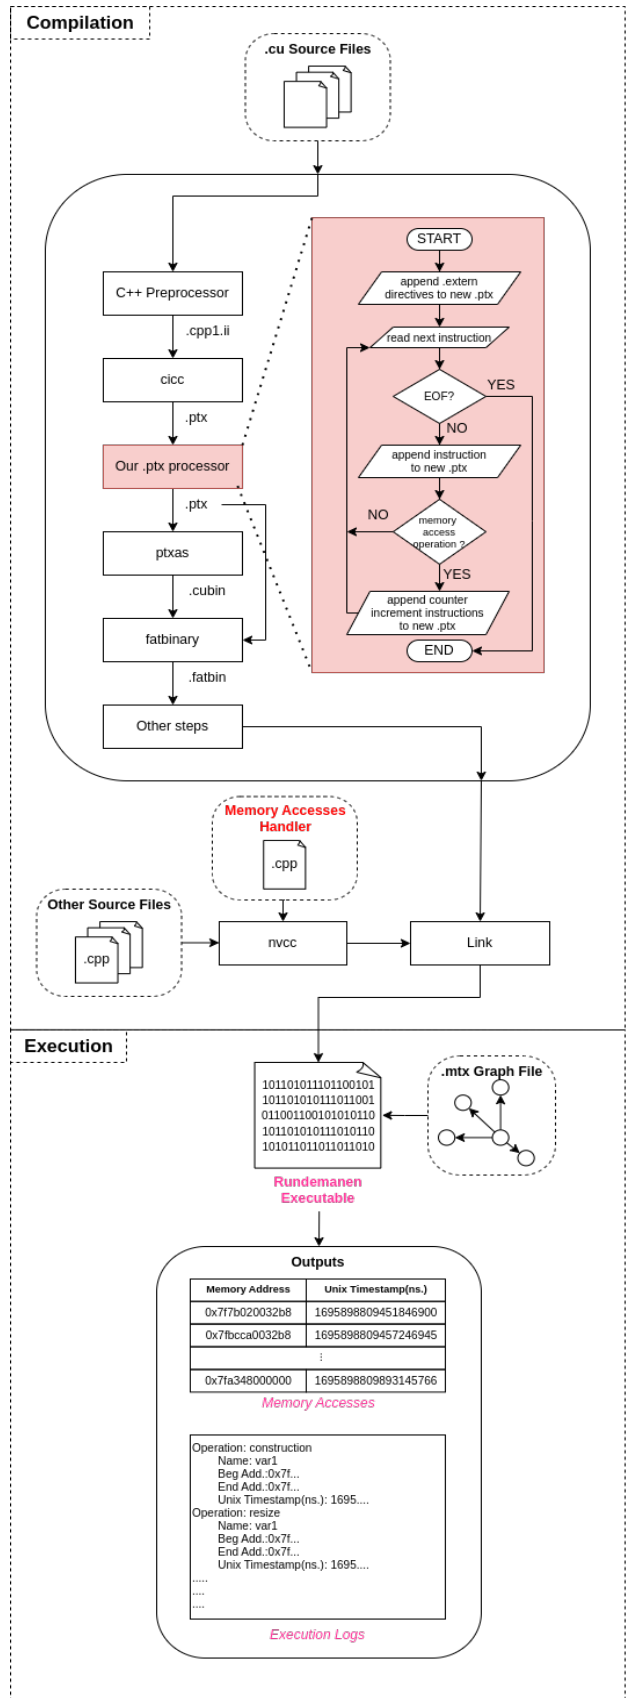 Compilation
.cu Source Files
START
append .extern
directives to new .ptx
C++ Preprocessor
.cpp1.ii
read next instruction
cicc
EOF?
YES
NO
.ptx
Our .ptx processor
append instruction
to new .ptx
.ptx
NO
memory
access
operation ?
ptxas
YES
.cubin
append counter
increment instructions
to new .ptx
fatbinary
END
.fatbin
Other steps
Memory Accesses
Handler
.cpp
Other Source Files
.cpp
nvcc
Link
Execution
.mtx Graph File
101101011101100101
101101010111011001
011001100101010110
101101010111010110
101011011011011010
Rundemanen
Executable
Outputs
Memory Address Unix Timestamp(ns.)
0x7f7b020032b8 1695898809451846900
0x7fbcca0032b8 1695898809457246945
⋮
0x7fa348000000 1695898809893145766
Memory Accesses
Operation: construction
Name: var1
Beg Add.:0x7f...
End Add.:0x7f...
Unix Timestamp(ns.): 1695....
Operation: resize
Name: var1
Beg Add.:0x7f...
End Add.:0x7f...
Unix Timestamp(ns.): 1695....
.....
....
....
Execution Logs